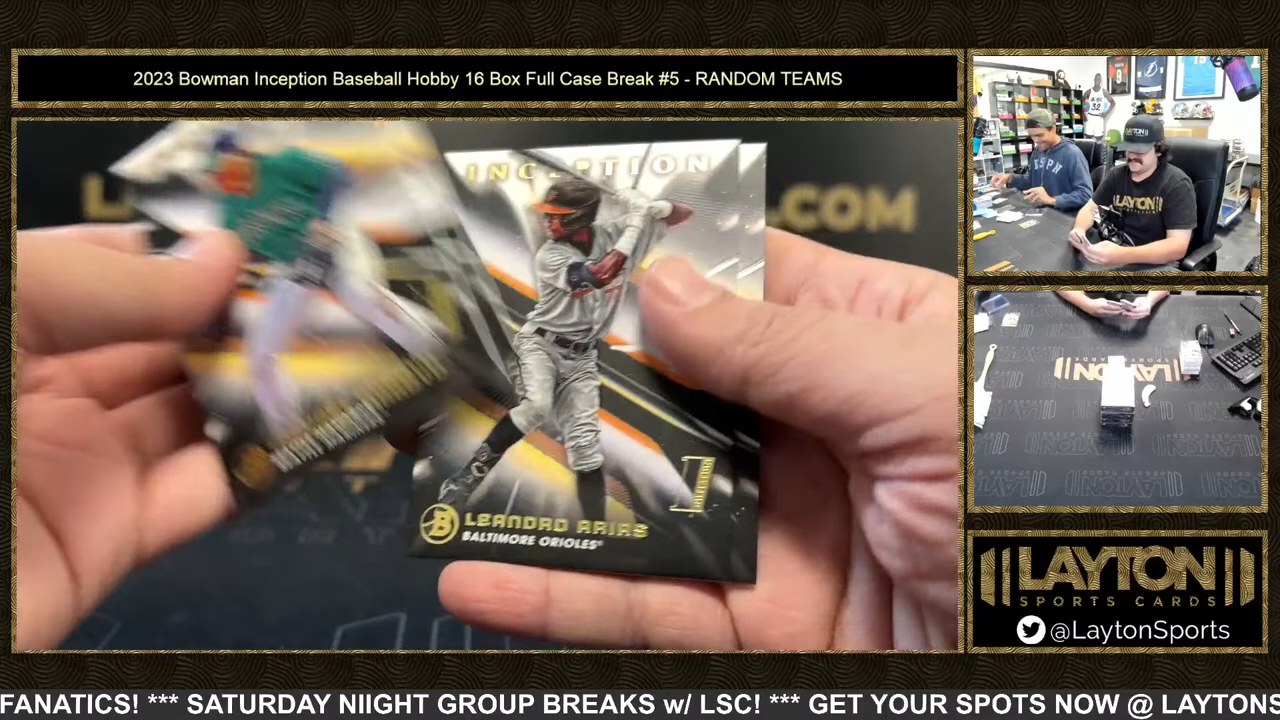 2023 Bowman Inception Baseball Hobby 16 Box Full Case Break #5 - RANDOM TEAMS
INCEPTION
.COM
B LEANDRO ARIAS
BALTIMORE ORIOLES
LAYTON
SPORTS CARDS
@LaytonSports
FANATICS! *** SATURDAY NIIGHT GROUP BREAKS w/ LSC! *** GET YOUR SPOTS NOW @ LAYTONS